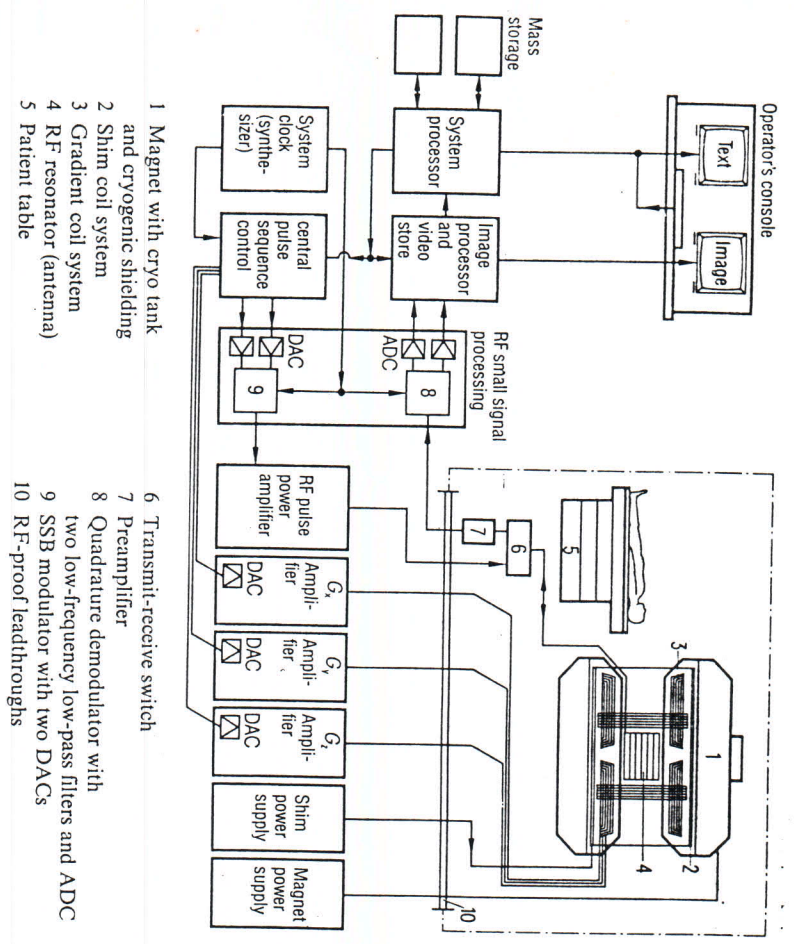 Operator's console
Text
Image
Mass
storage
System
processor
Image
processor
and
video
store
System
clock
(synthe-
sizer)
central
pulse
sequence
control
RF small signal
processing
ADC
DAC
8
9
RF pulse
power
amplifier
Gx
Ampli-
fier
DAC
Gy
Ampli-
fier
DAC
Gz
Ampli-
fier
DAC
Shim
power
supply
Magnet
power
supply
5
6
7
3
1
2
4
10
1 Magnet with cryo tank
and cryogenic shielding
2 Shim coil system
3 Gradient coil system
4 RF resonator (antenna)
5 Patient table
6 Transmit-receive switch
7 Preamplifier
8 Quadrature demodulator with
two low-frequency low-pass filters and ADC
9 SSB modulator with two DACs
10 RF-proof leadthroughs